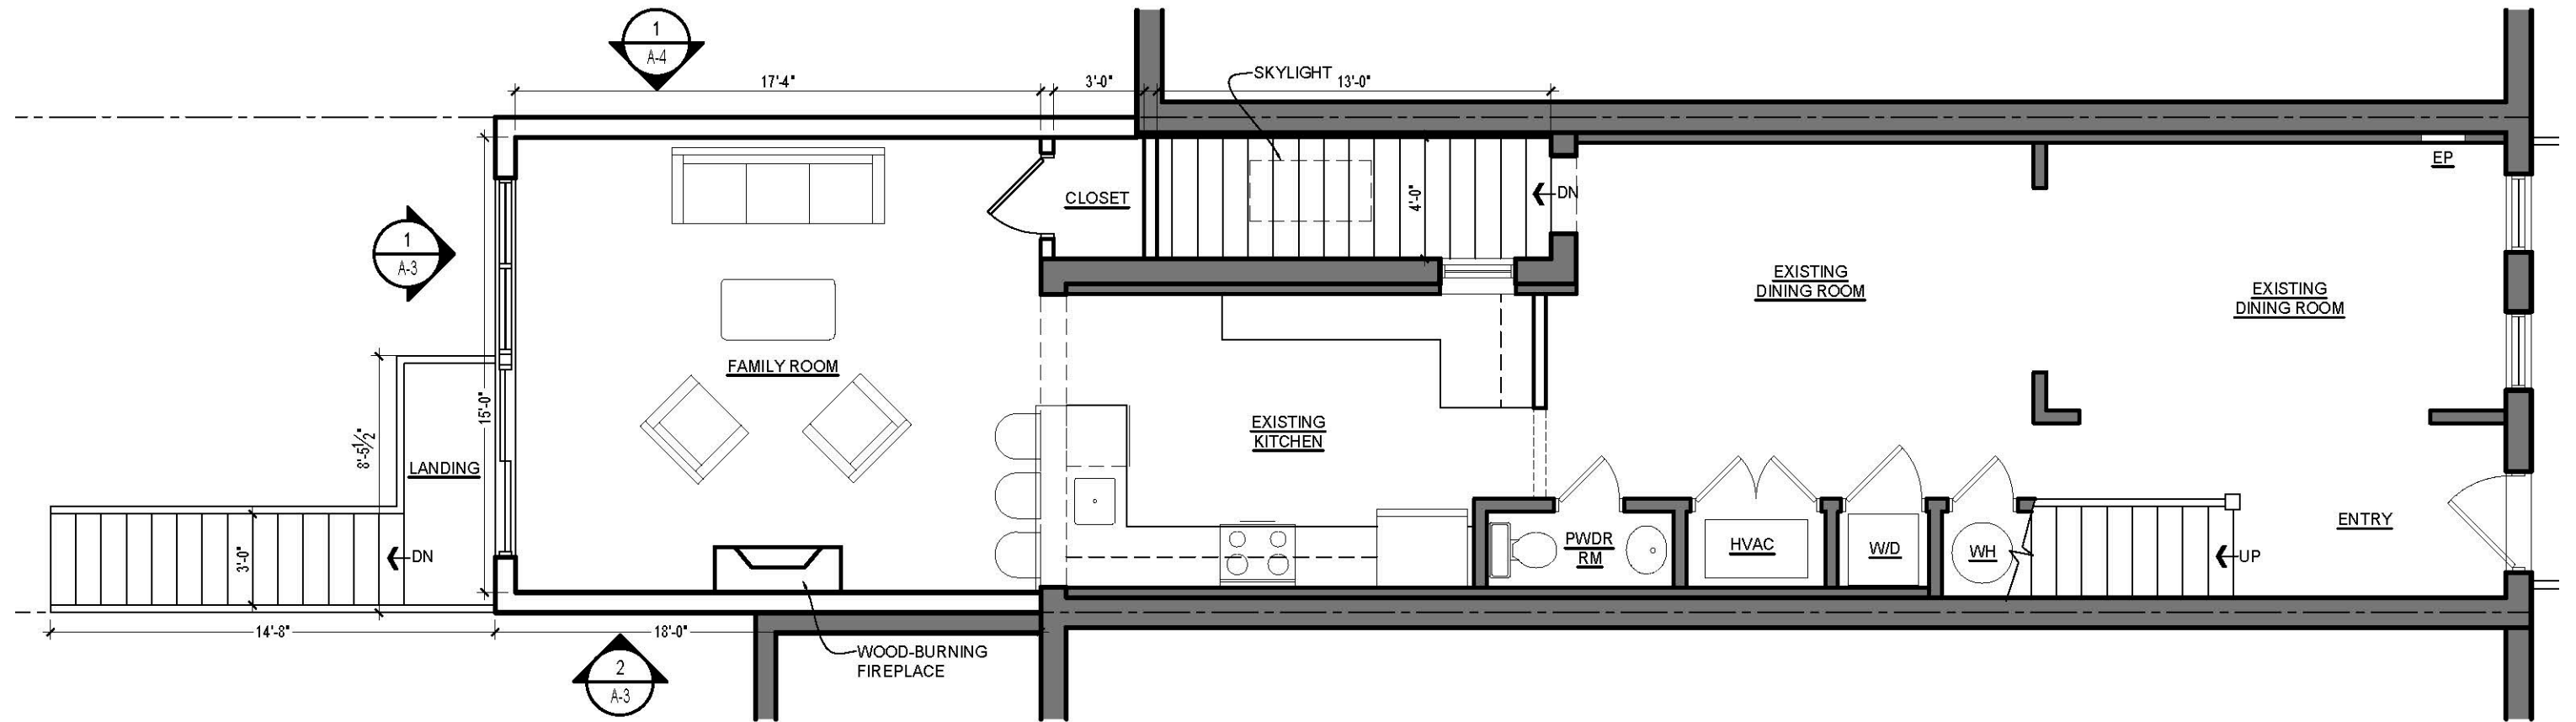 1
A-4
17'-4"
3'-0"
SKYLIGHT
13'-0"
EP
CLOSET
4'-0"
DN
1
A-3
EXISTING
DINING ROOM
EXISTING
DINING ROOM
FAMILY ROOM
15'-0"
8'-5½"
EXISTING
KITCHEN
LANDING
ENTRY
3'-0"
DN
PWDR
RM
HVAC
W/D
WH
UP
14'-8"
18'-0"
WOOD-BURNING
FIREPLACE
2
A-3